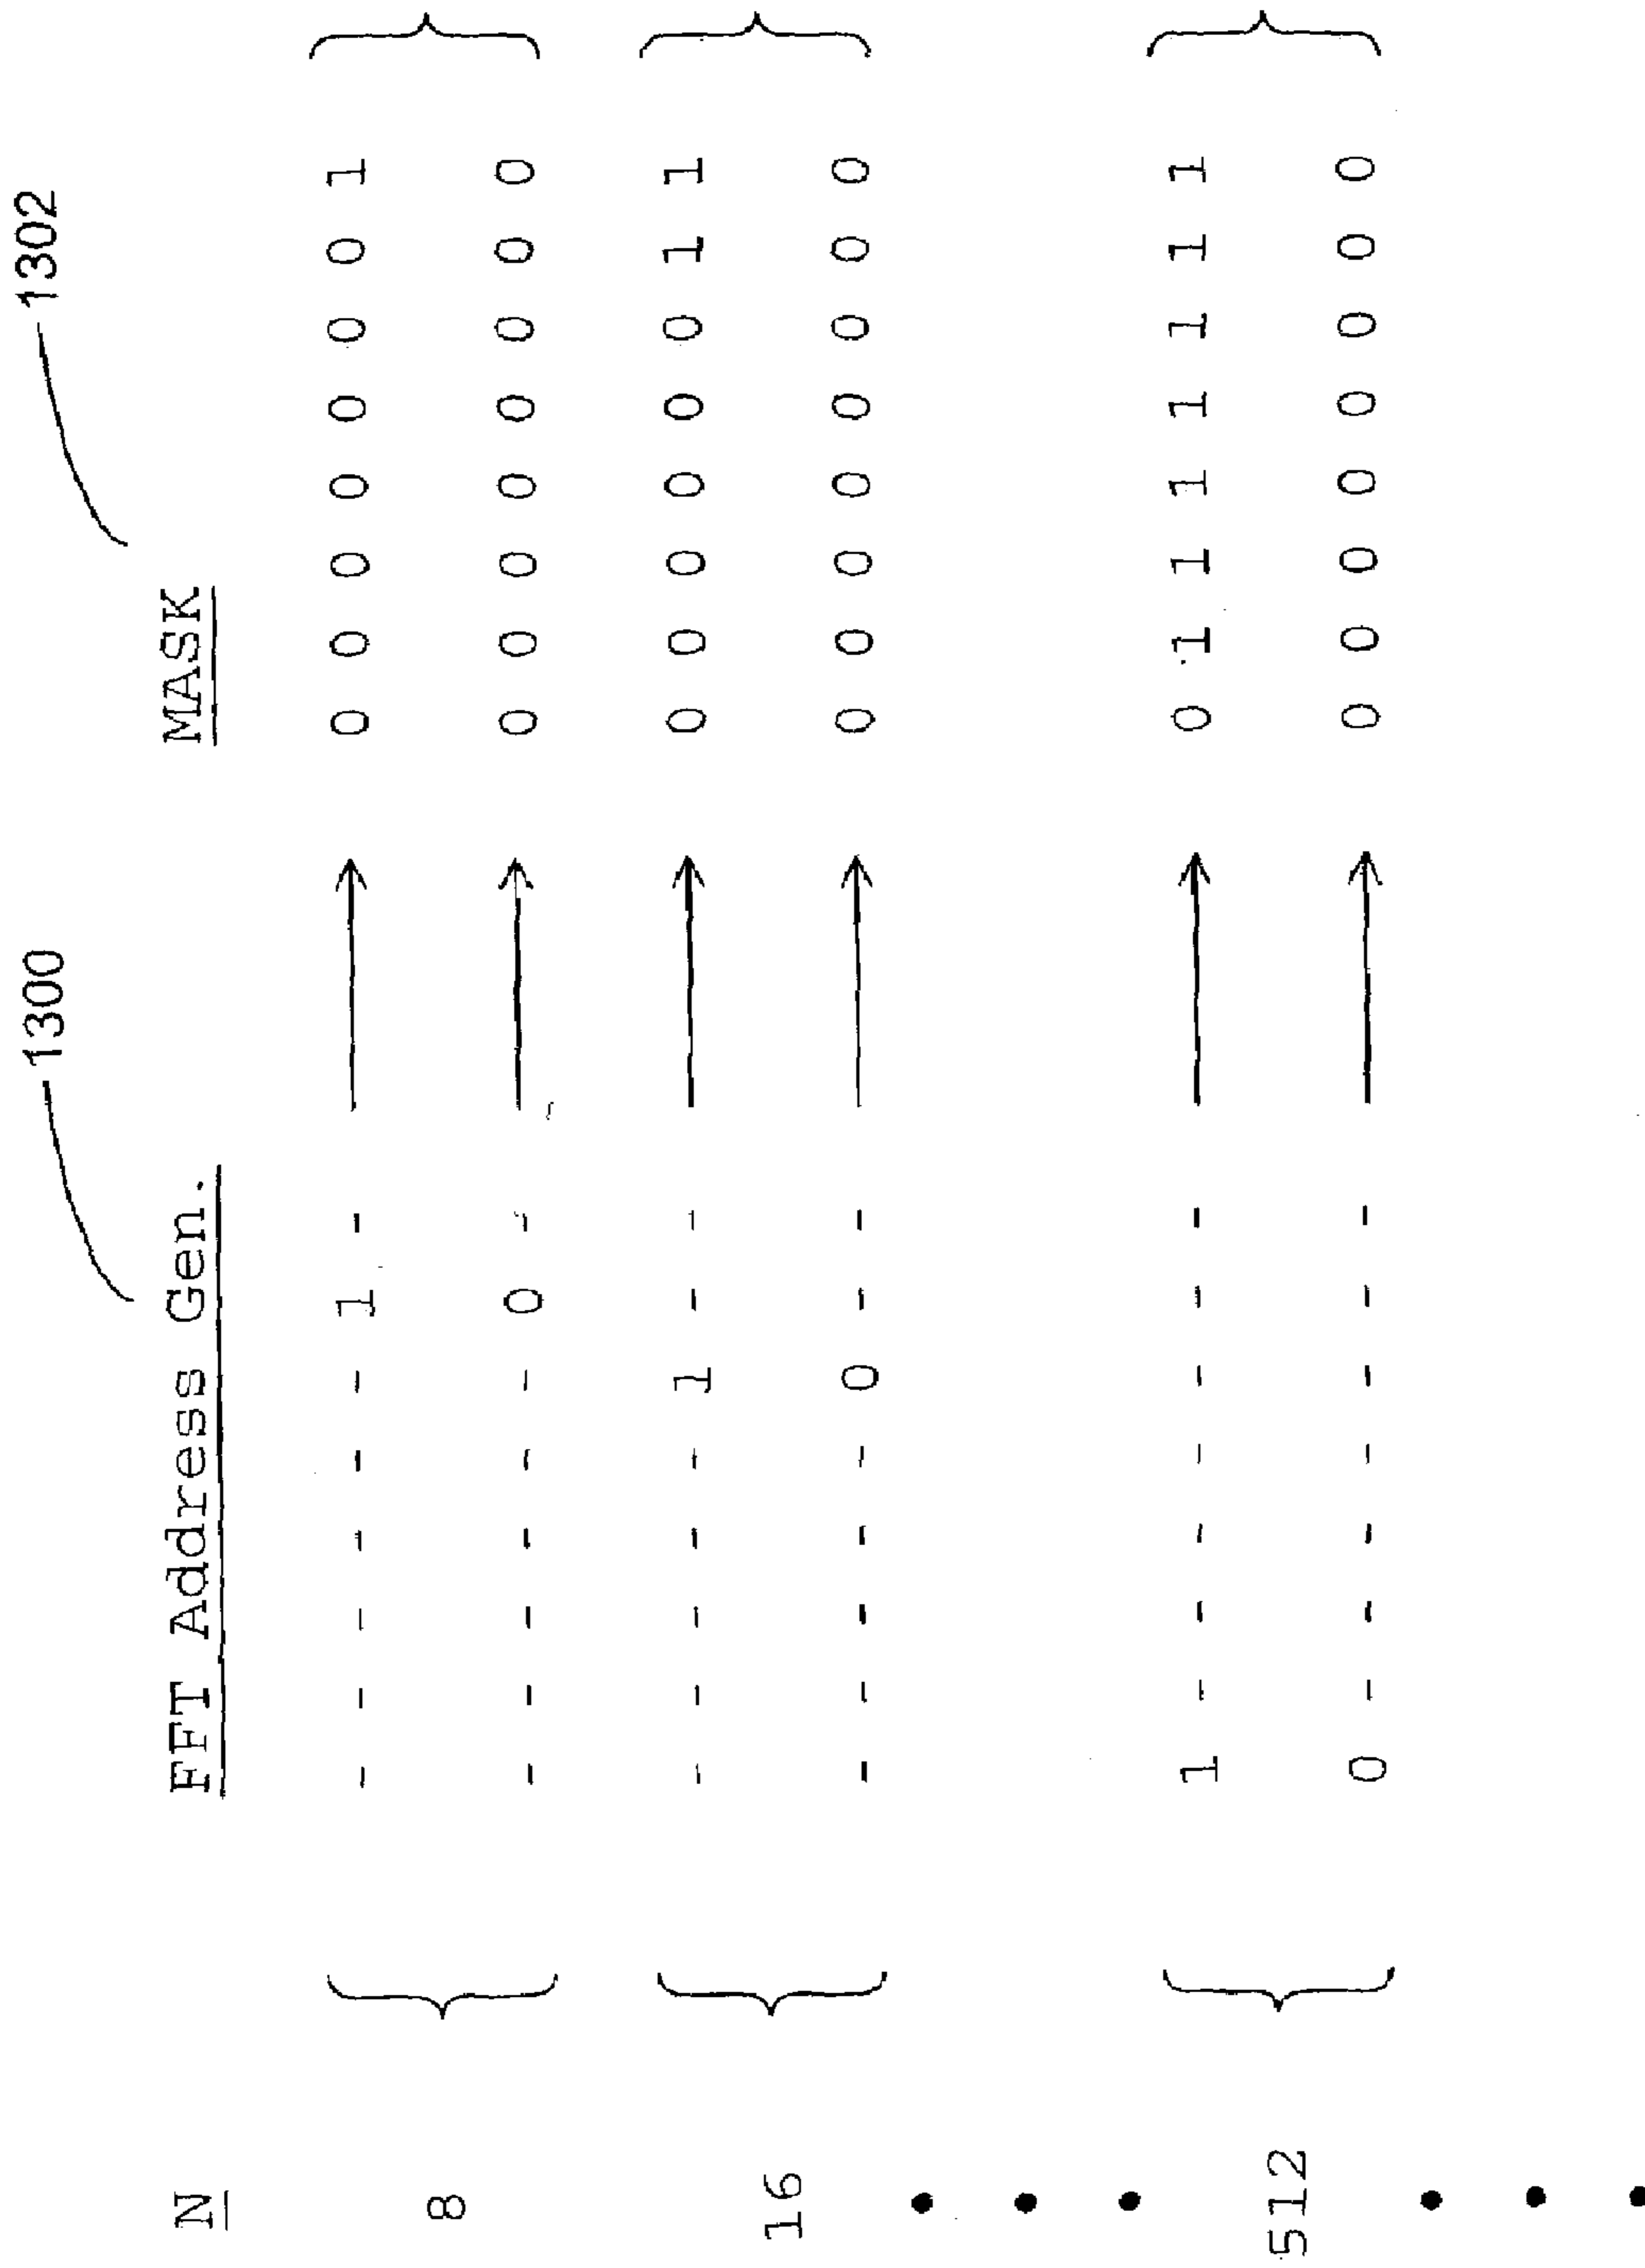 1300 1302
N FFT Address Gen. MASK
- - - - - - 1 - 0 0 0 0 0 0 0 1
8
- - - - - - 0 - 0 0 0 0 0 0 0 0
- - - - - 1 - - 0 0 0 0 0 0 1 1
16
- - - - - 0 - - 0 0 0 0 0 0 0 0
1 - - - - - - - 0 1 1 1 1 1 1 1
512
0 - - - - - - - 0 0 0 0 0 0 0 0